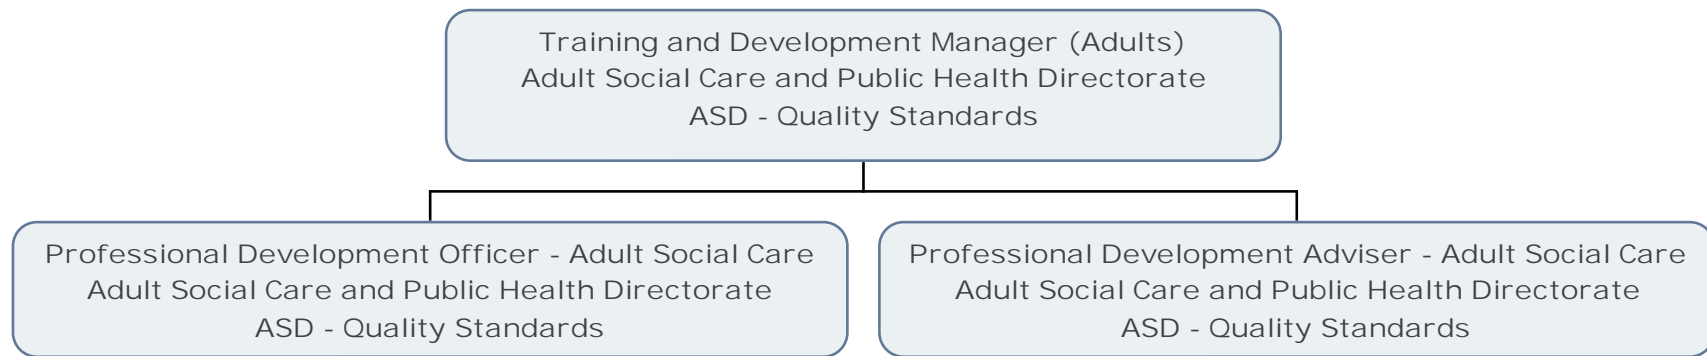 Training and Development Manager (Adults)
Adult Social Care and Public Health Directorate
ASD - Quality Standards
Professional Development Officer - Adult Social Care
Adult Social Care and Public Health Directorate
ASD - Quality Standards
Professional Development Adviser - Adult Social Care
Adult Social Care and Public Health Directorate
ASD - Quality Standards